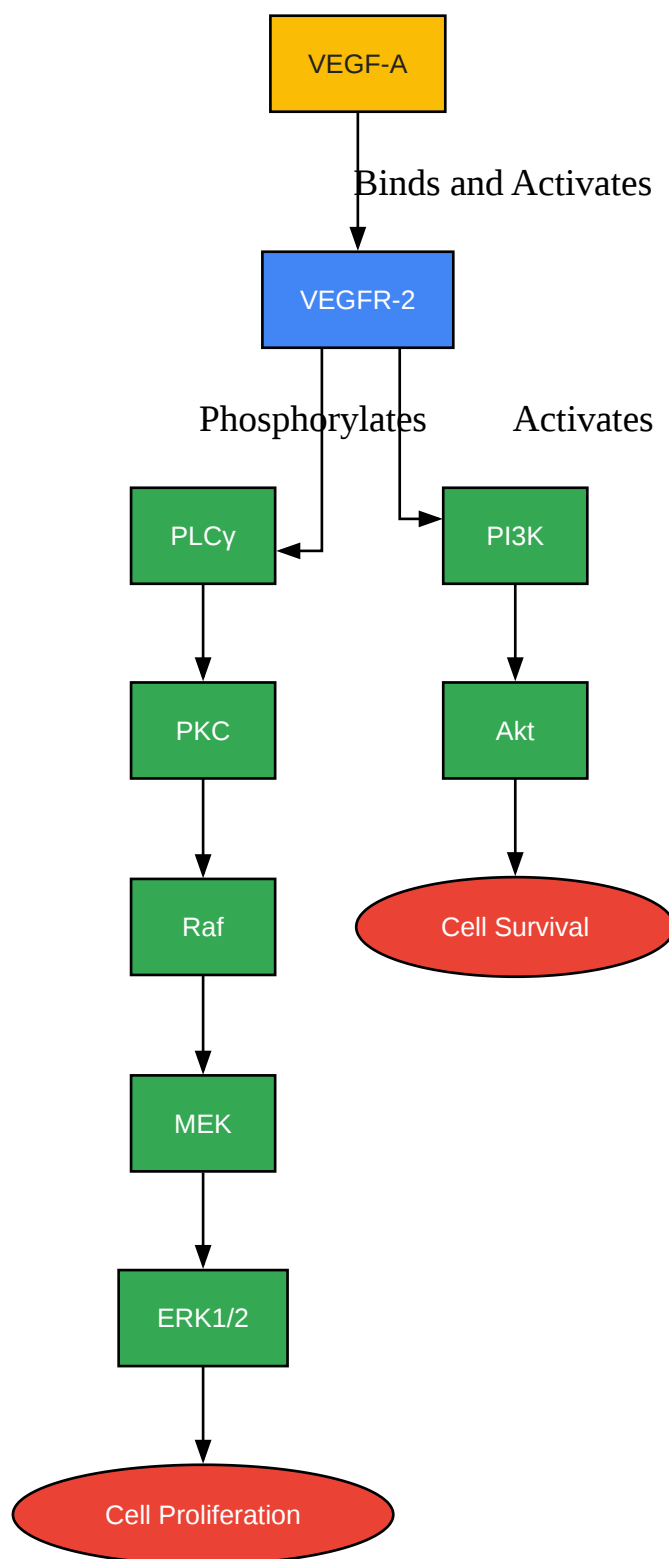 VEGF-A
Binds and Activates
VEGFR-2
Phosphorylates
Activates
PLCγ
PI3K
PKC
Akt
Raf
Cell Survival
MEK
ERK1/2
Cell Proliferation